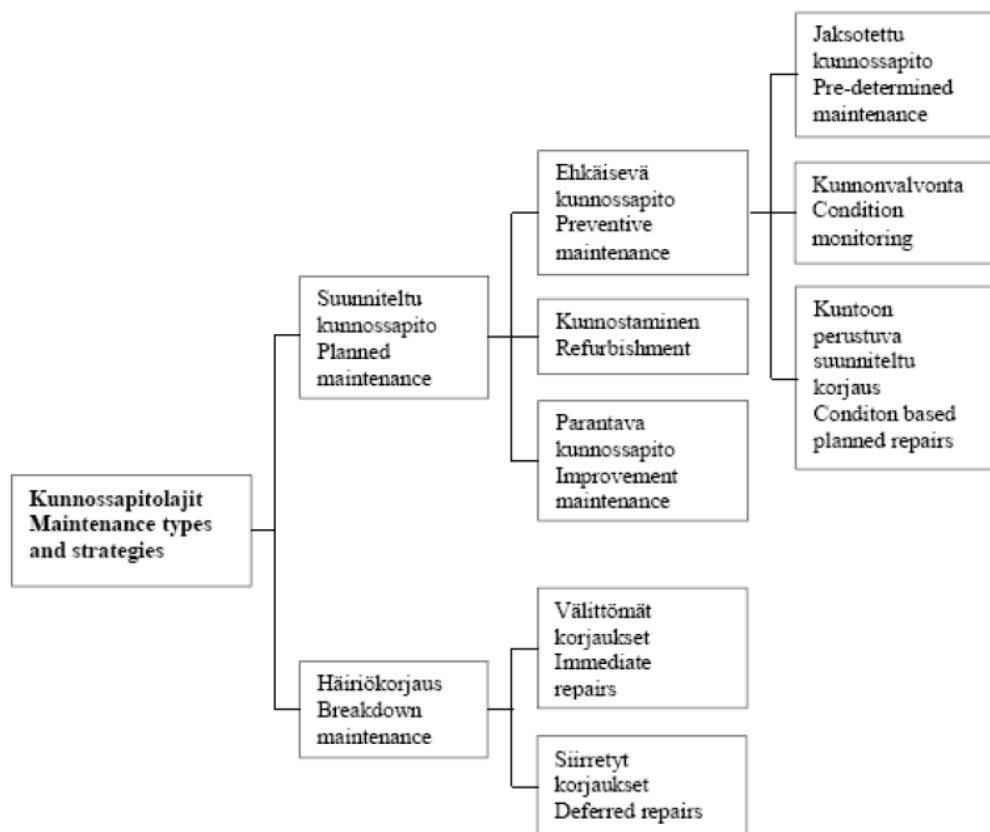 Jaksotettu
kunnossapito
Pre-determined
maintenance
Ehkäisevä
kunnossapito
Preventive
maintenance
Kunnonvalvonta
Condition
monitoring
Suunniteltu
kunnossapito
Planned
maintenance
Kunnostaminen
Refurbishment
Kuntoon
perustuva
suunniteltu
korjaus
Conditon based
planned repairs
Parantava
kunnossapito
Improvement
maintenance
Kunnossapitolajit
Maintenance types
and strategies
Välittömät
korjaukset
Immediate
repairs
Häiriökorjaus
Breakdown
maintenance
Siirretyt
korjaukset
Deferred repairs